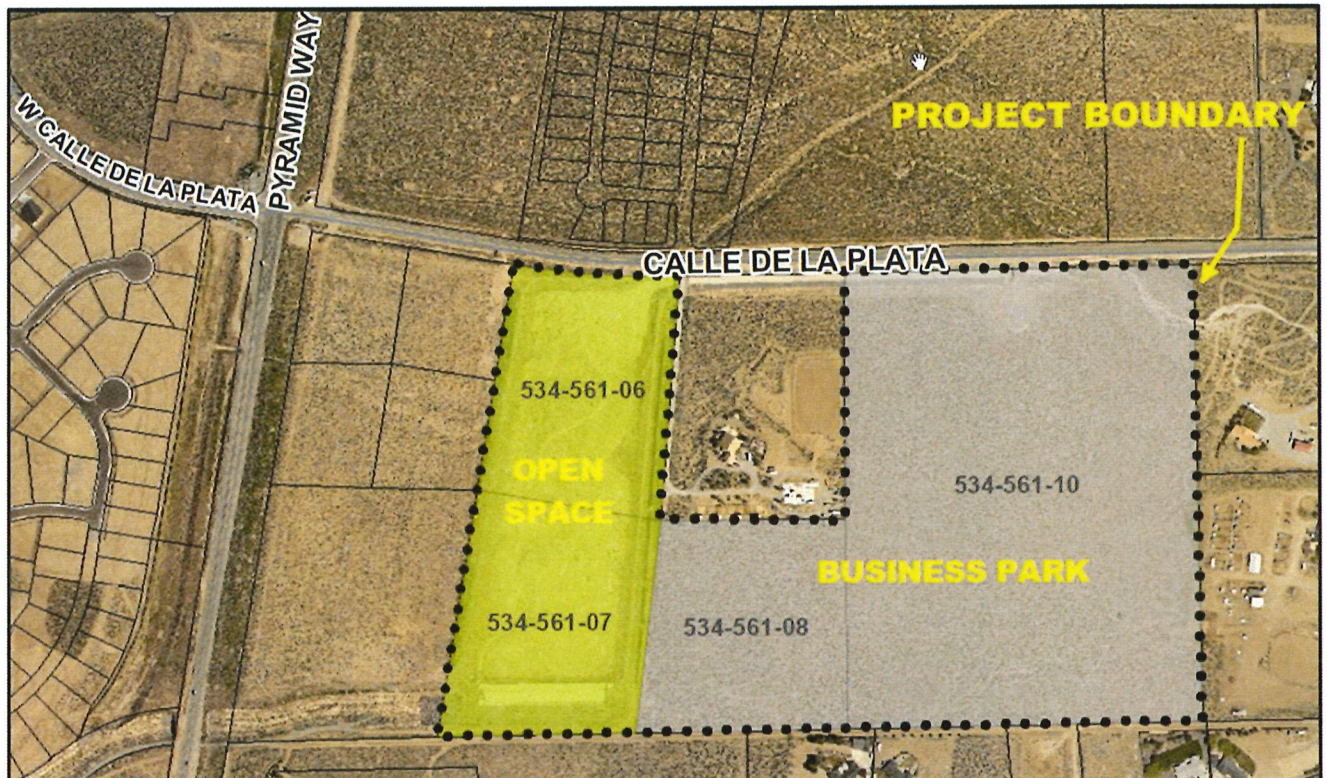 PYRAMID WAY
W CALLE DE LA PLATA
PROJECT BOUNDARY
CALLE DE LA PLATA
534-561-06
OPEN
SPACE
534-561-10
BUSINESS PARK
534-561-07
534-561-08